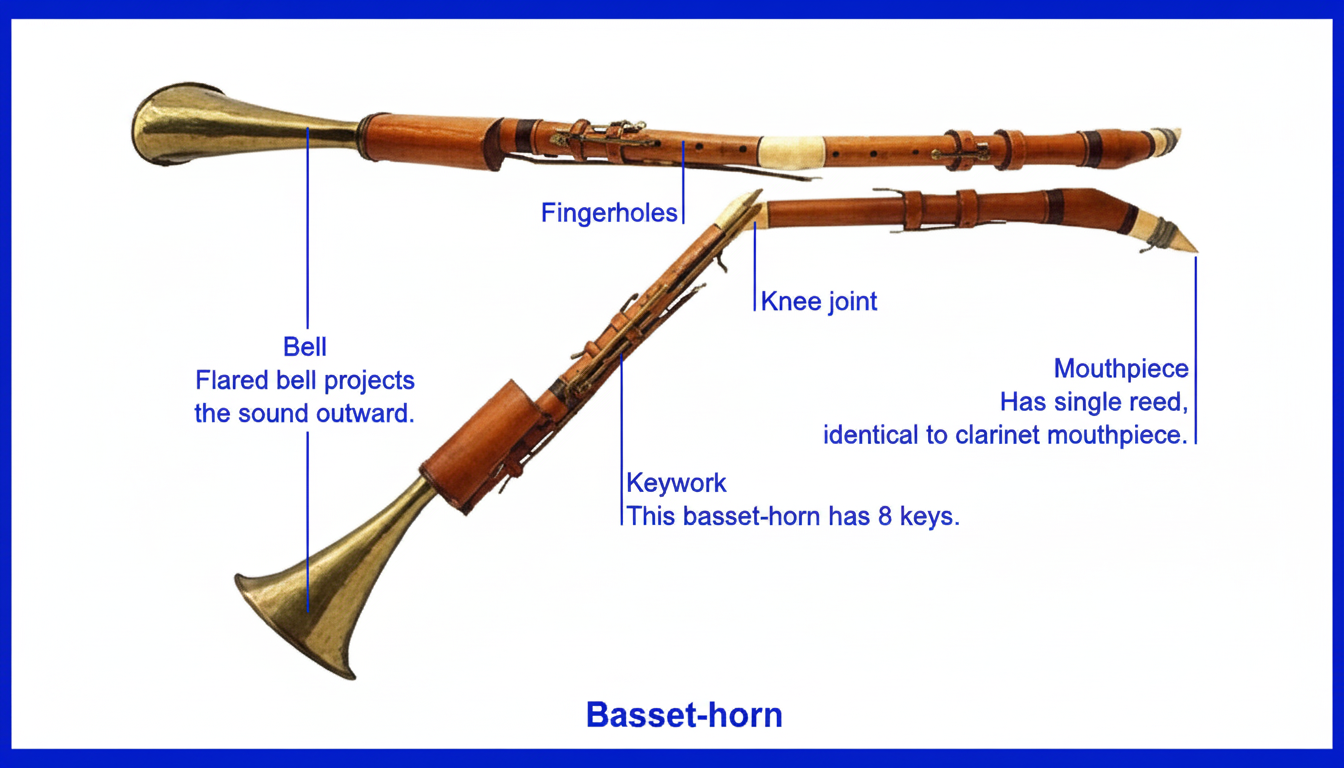 Fingerholes
Knee joint
Bell
Flared bell projects
the sound outward.
Mouthpiece
Has single reed,
identical to clarinet mouthpiece.
Keywork
This basset-horn has 8 keys.
Basset-horn